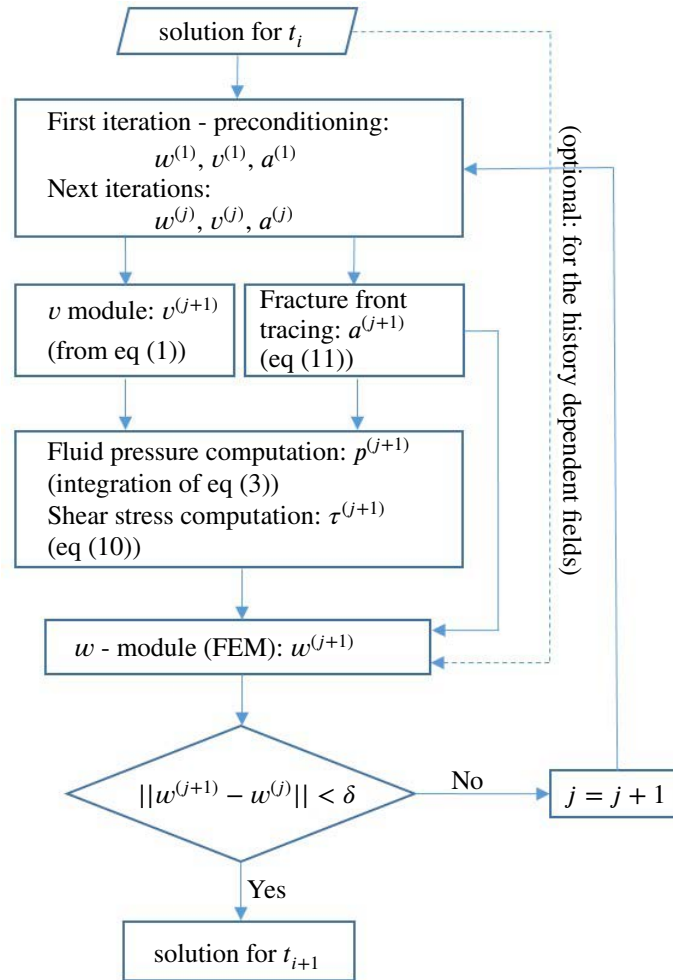 solution for tᵢ
First iteration - preconditioning:
w⁽¹⁾, v⁽¹⁾, a⁽¹⁾
Next iterations:
w⁽ʲ⁾, v⁽ʲ⁾, a⁽ʲ⁾
(optional: for the history dependent fields)
v module: v⁽ʲ⁺¹⁾
(from eq (1))
Fracture front
tracing: a⁽ʲ⁺¹⁾
(eq (11))
Fluid pressure computation: p⁽ʲ⁺¹⁾
(integration of eq (3))
Shear stress computation: τ⁽ʲ⁺¹⁾
(eq (10))
w - module (FEM): w⁽ʲ⁺¹⁾
||w⁽ʲ⁺¹⁾ − w⁽ʲ⁾|| < δ
No
j = j + 1
Yes
solution for tᵢ₊₁